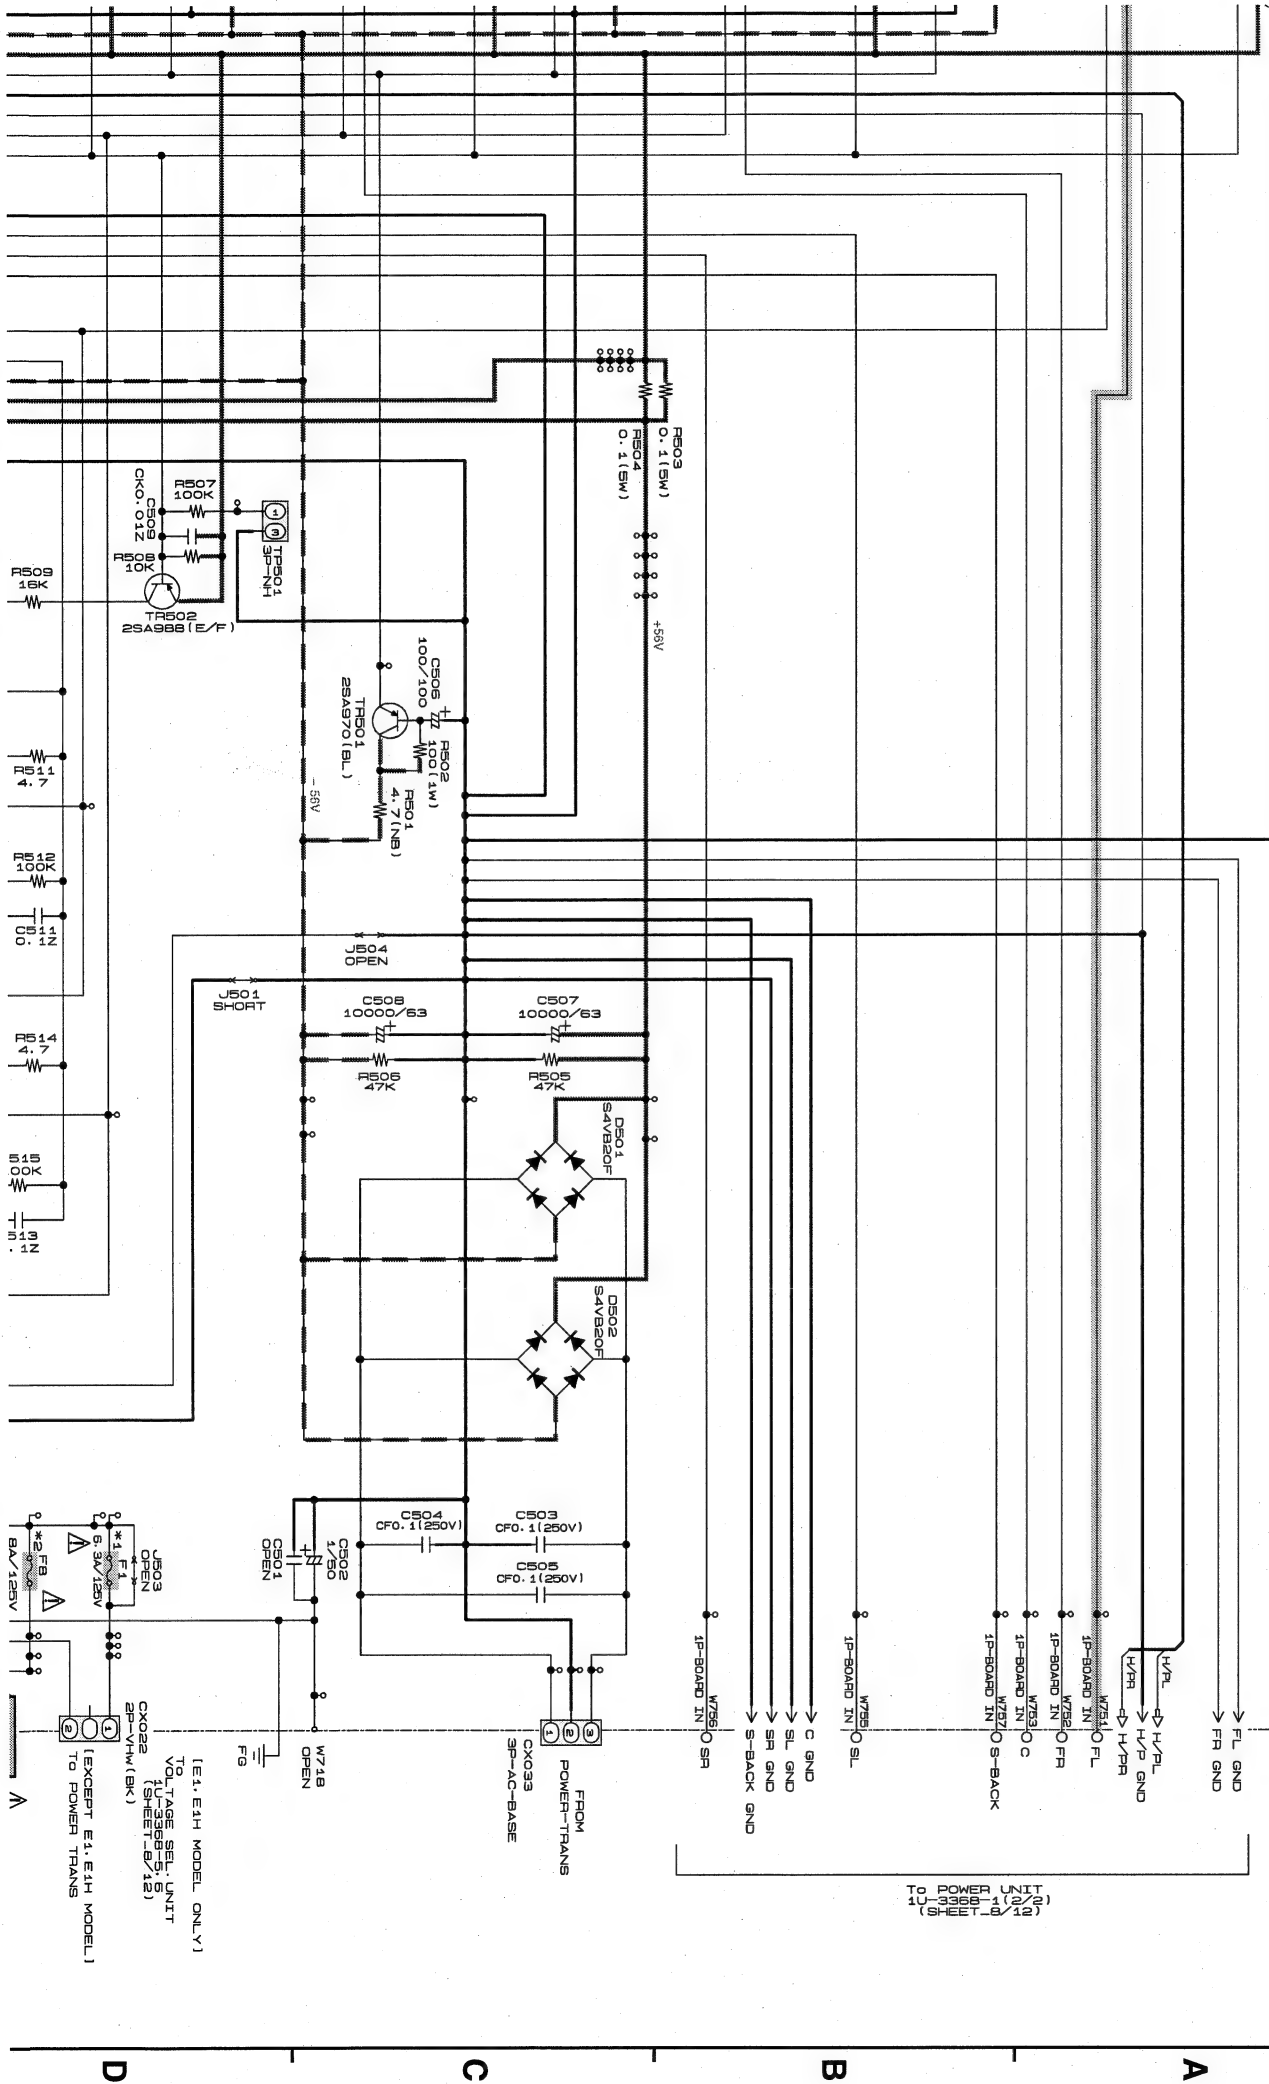 R503
0.1(5W)
R504
0.1(5W)
R507
100K
C509
CK0.01Z
R508
10K
1
3
TP501
3P-NH
R509
15K
TR502
2SA988(E/F)
+56V
C506
100/100
+
TR501
2SA970(BL)
R502
100(1W)
R501
4.7(NB)
-56V
R511
4.7
R512
100K
C511
0.1Z
J504
OPEN
J501
SHORT
C508
10000/63
+
C507
10000/63
+
R514
4.7
R506
47K
R505
47K
D501
S4VB20F
515
00K
513
.1Z
D502
S4VB20F
C504
CF0.1(250V)
C503
CF0.1(250V)
C505
CF0.1(250V)
C502
1/50
+
C501
OPEN
J503
OPEN
*1 F1
6.3A/125V
*2 F8
8A/125V
!
!
1P-BOARD IN
W756
SR
S-BACK GND
SR GND
SL GND
C GND
1P-BOARD IN
W755
SL
1P-BOARD IN
W757
S-BACK
1P-BOARD IN
W753
C
1P-BOARD IN
W752
FR
1P-BOARD IN
W751
FL
H/PR
H/PR
H/P GND
H/PL
H/PL
FR GND
FL GND
CX022
2P-VHW(BK)
1
2
FG
W718
OPEN
1
2
3
CX033
3P-AC-BASE
FROM
POWER-TRANS
[E1.E1H MODEL ONLY]
To
VOLTAGE SEL.UNIT
1U-3368-5.6
(SHEET_8/12)
[EXCEPT E1.E1H MODEL]
To POWER TRANS
To POWER UNIT
1U-3368-1(2/2)
(SHEET_8/12)
D
C
B
A